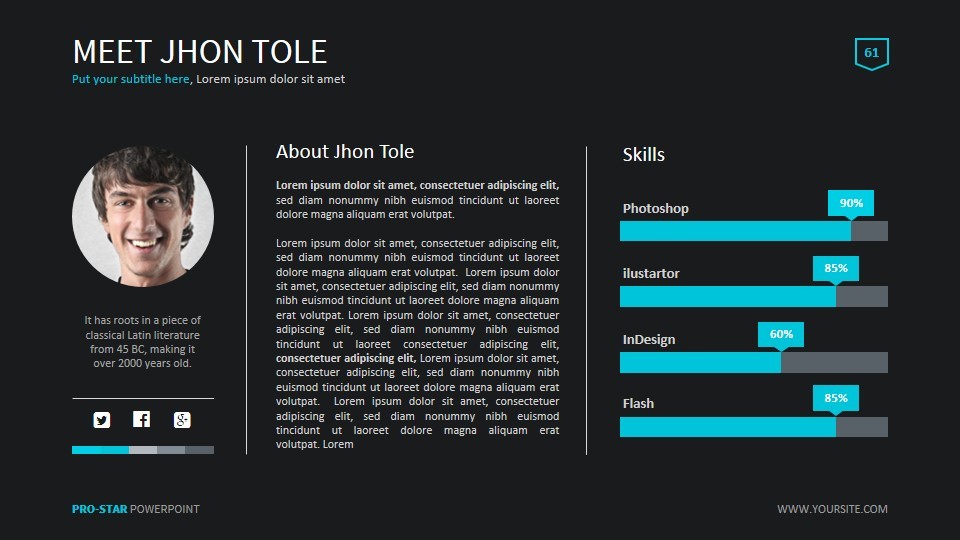 MEET JHON TOLE
Put your subtitle here, Lorem ipsum dolor sit amet
61
It has roots in a piece of
classical Latin literature
from 45 BC, making it
over 2000 years old.
About Jhon Tole
Lorem ipsum dolor sit amet, consectetuer adipiscing elit,
sed diam nonummy nibh euismod tincidunt ut laoreet
dolore magna aliquam erat volutpat.
Lorem ipsum dolor sit amet, consectetuer adipiscing elit,
sed diam nonummy nibh euismod tincidunt ut laoreet
dolore magna aliquam erat volutpat. Lorem ipsum dolor
sit amet, consectetuer adipiscing elit, sed diam nonummy
nibh euismod tincidunt ut laoreet dolore magna aliquam
erat volutpat. Lorem ipsum dolor sit amet, consectetuer
adipiscing elit, sed diam nonummy nibh euismod
tincidunt ut laoreet consectetuer adipiscing elit,
consectetuer adipiscing elit, Lorem ipsum dolor sit amet,
consectetuer adipiscing elit, sed diam nonummy nibh
euismod tincidunt ut laoreet dolore magna aliquam erat
volutpat. Lorem ipsum dolor sit amet, consectetuer
adipiscing elit, sed diam nonummy nibh euismod
tincidunt ut laoreet dolore magna aliquam erat
volutpat. Lorem
Skills
Photoshop
90%
ilustartor
85%
InDesign
60%
Flash
85%
PRO-STAR POWERPOINT
WWW.YOURSITE.COM